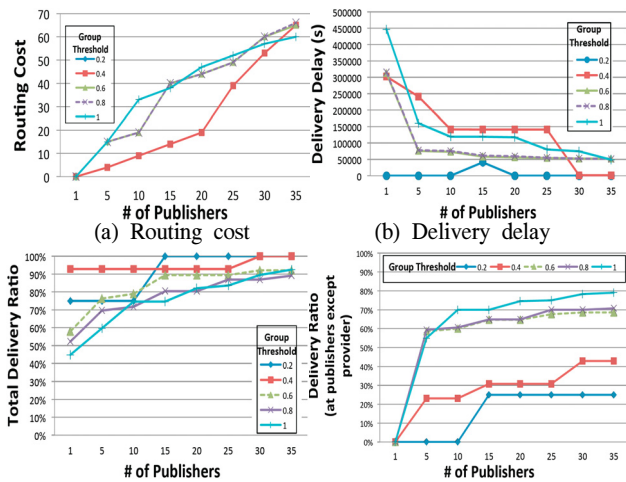 70
60
50
40
30
20
10
0
Routing Cost
Group
Threshold
0.2
0.4
0.6
0.8
1
1 5 10 15 20 25 30 35
# of Publishers
(a) Routing cost
500000
450000
400000
350000
300000
250000
200000
150000
100000
50000
0
Delivery Delay (s)
Group
Threshold
0.2
0.4
0.6
0.8
1
1 5 10 15 20 25 30 35
# of Publishers
(b) Delivery delay
100%
90%
80%
70%
60%
50%
40%
30%
20%
10%
0%
Total Delivery Ratio
Group
Threshold
0.2
0.4
0.6
0.8
1
1 5 10 15 20 25 30 35
# of Publishers
Delivery Ratio
(at publishers except
provider)
100%
90%
80%
70%
60%
50%
40%
30%
20%
10%
0%
Group Threshold 0.2 0.4 0.6 0.8 1
1 5 10 15 20 25 30 35
# of Publishers